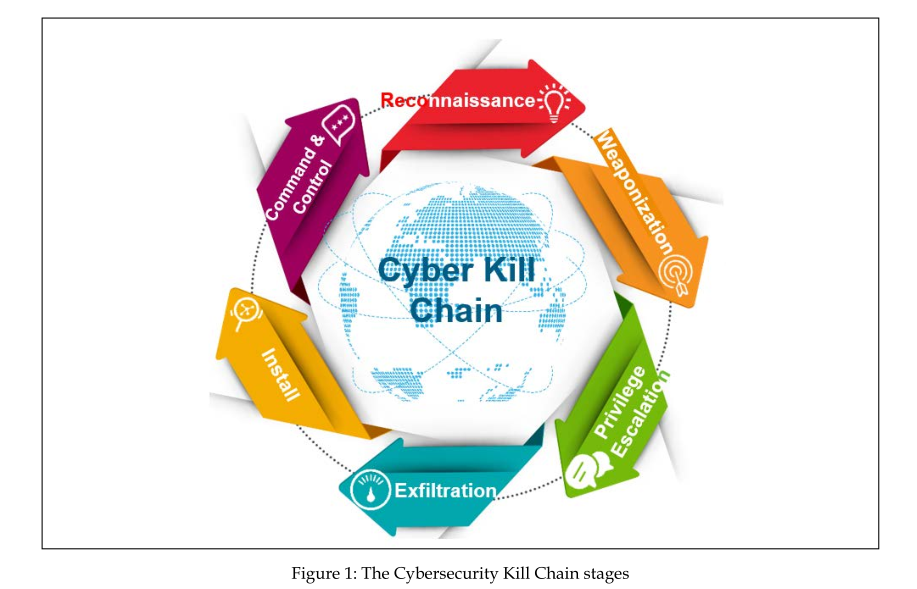 Reconnaissance
Weaponization
Privilege
Escalation
Exfiltration
Install
Command &
Control
Cyber Kill
Chain
Figure 1: The Cybersecurity Kill Chain stages